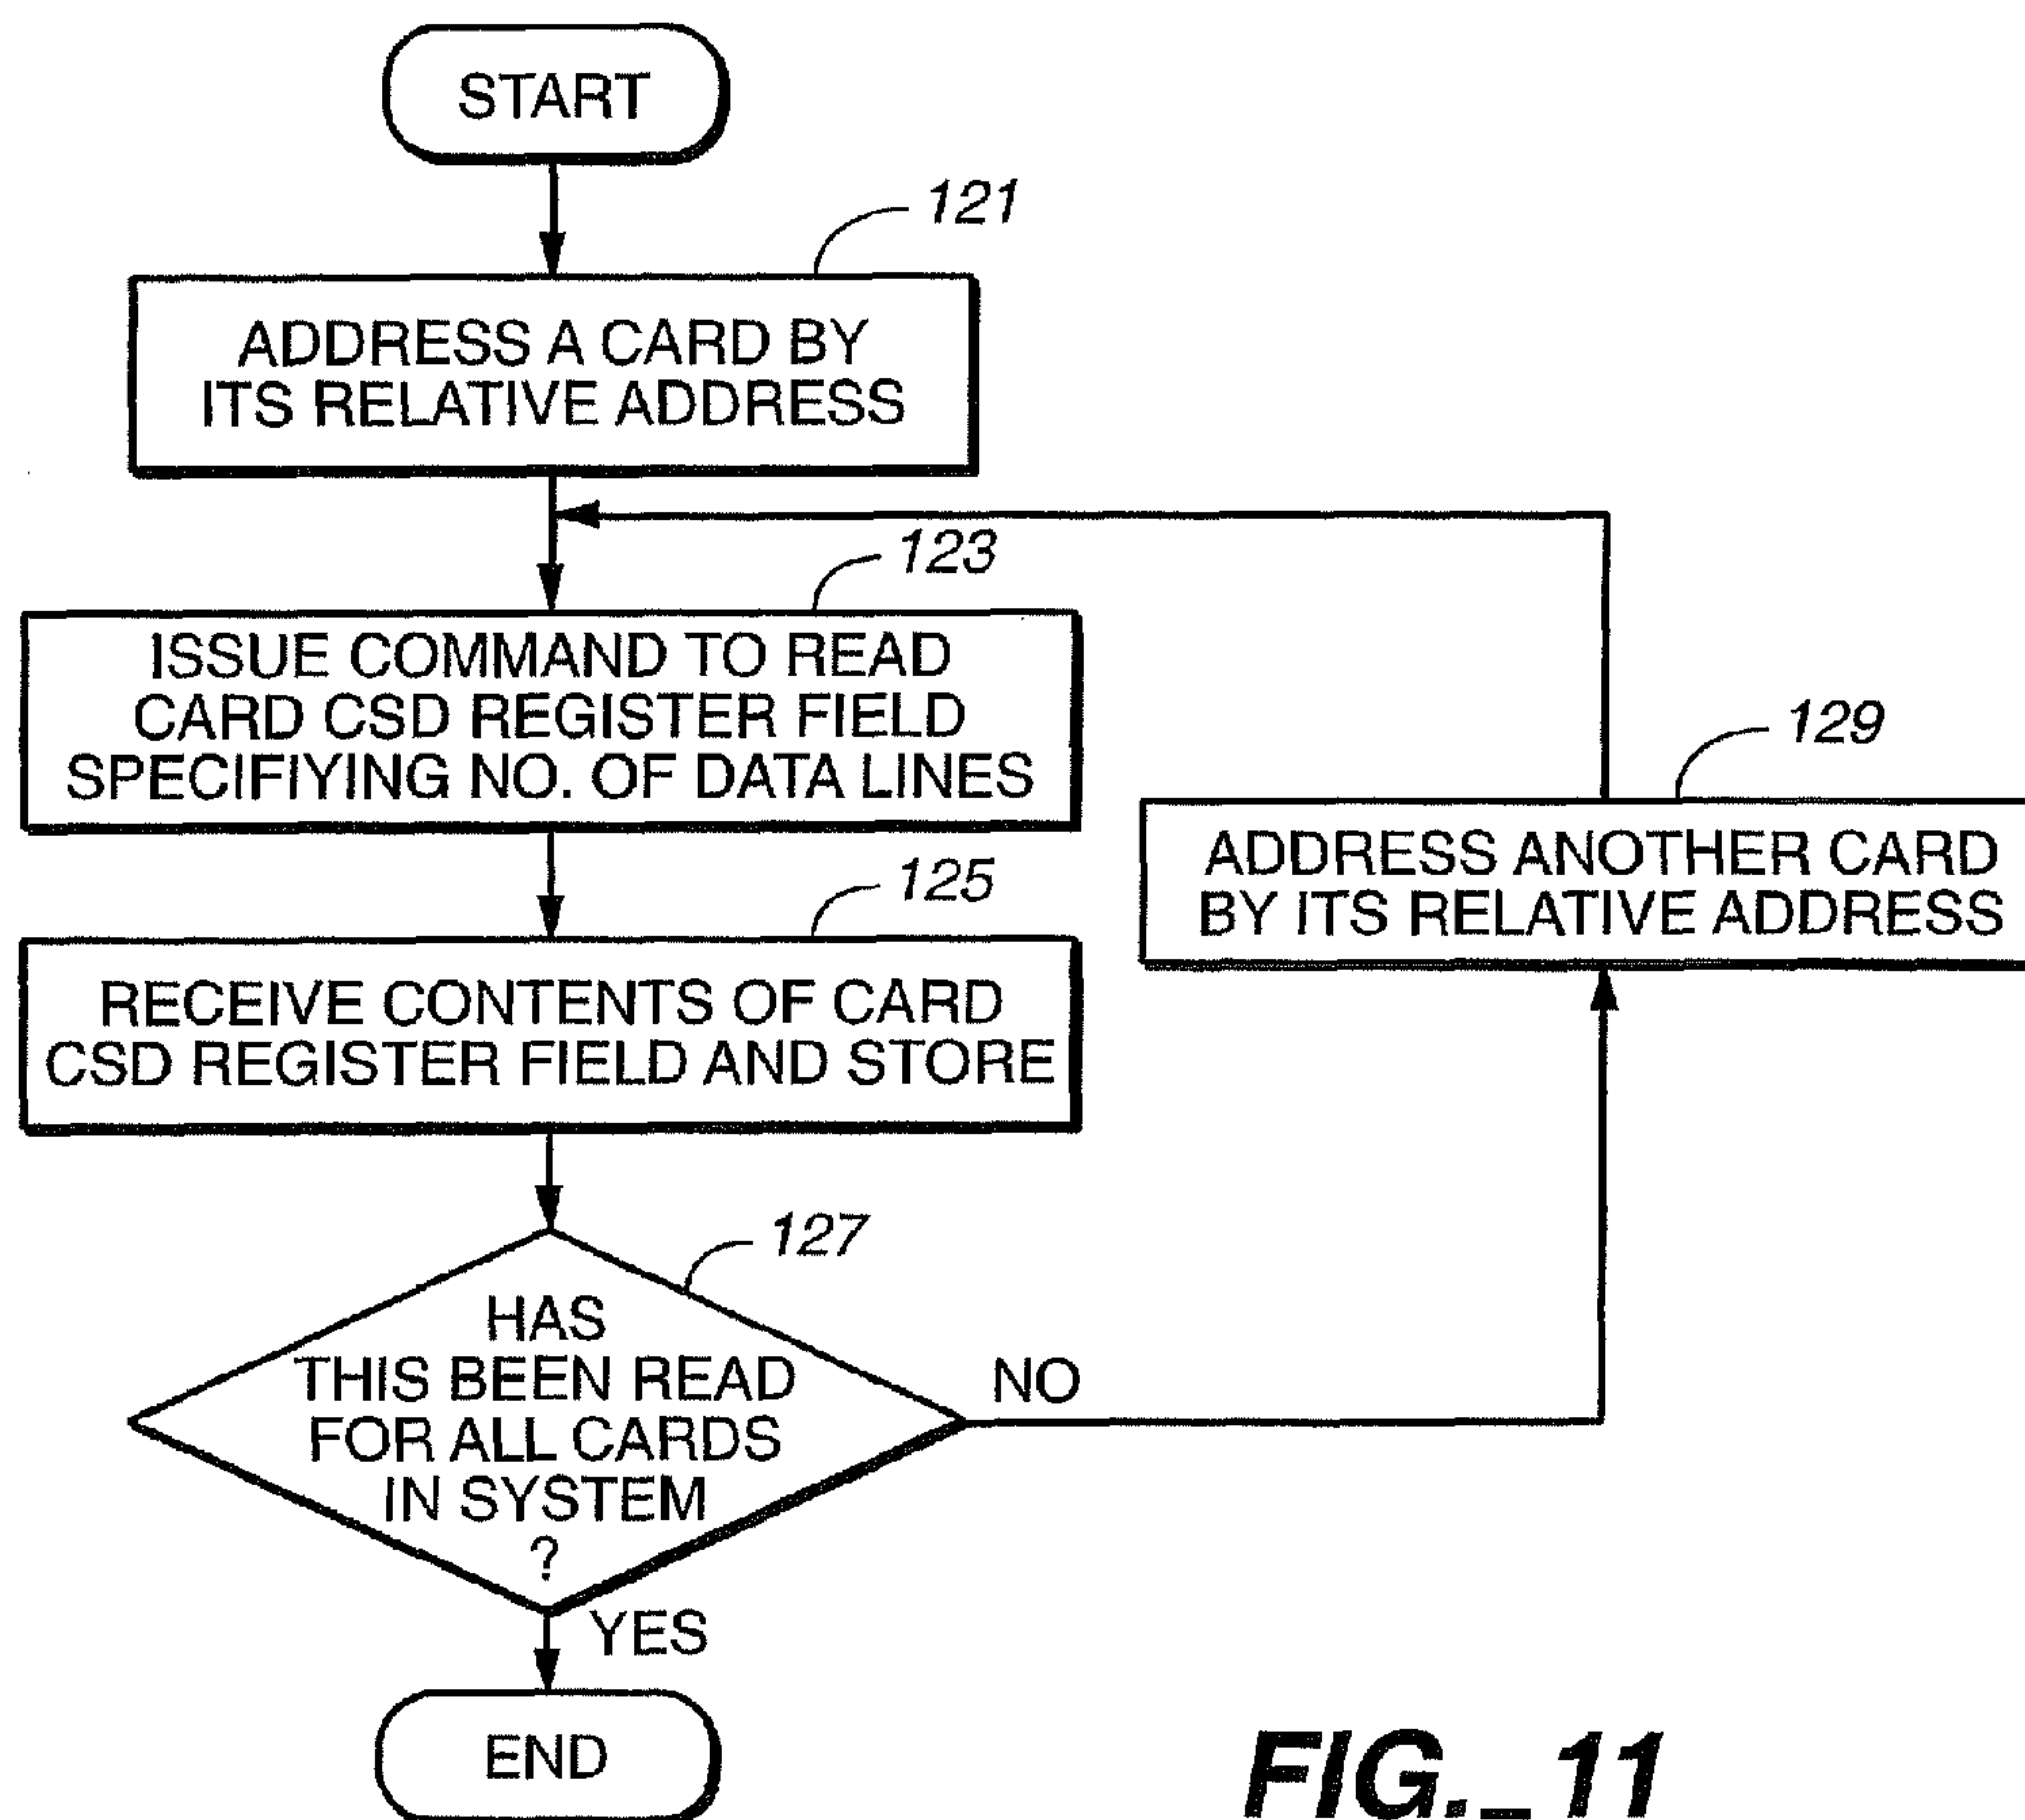 START
121
ADDRESS A CARD BY
ITS RELATIVE ADDRESS
123
ISSUE COMMAND TO READ
CARD CSD REGISTER FIELD
SPECIFIYING NO. OF DATA LINES
129
ADDRESS ANOTHER CARD
BY ITS RELATIVE ADDRESS
125
RECEIVE CONTENTS OF CARD
CSD REGISTER FIELD AND STORE
127
HAS
THIS BEEN READ
FOR ALL CARDS
IN SYSTEM
?
NO
YES
END
FIG._11